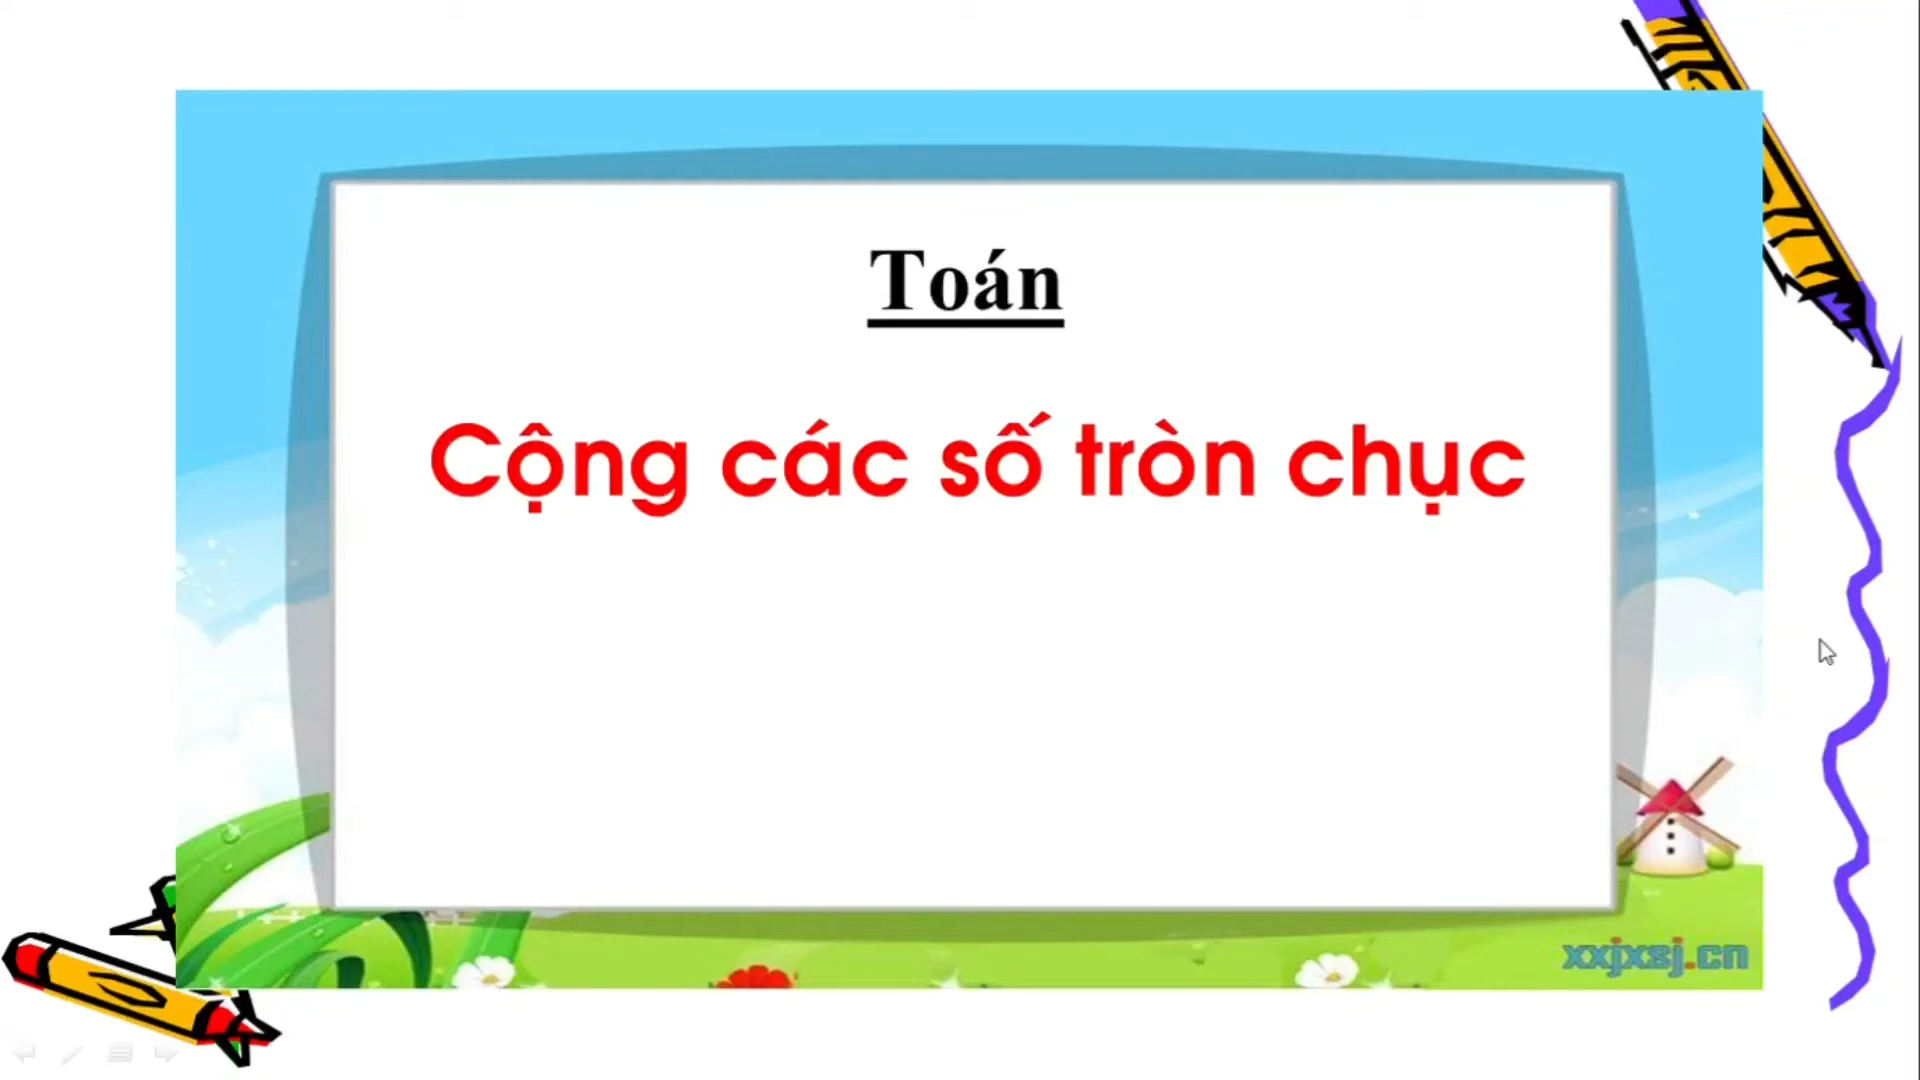 Toán
Cộng các số tròn chục
xxjxsj.cn